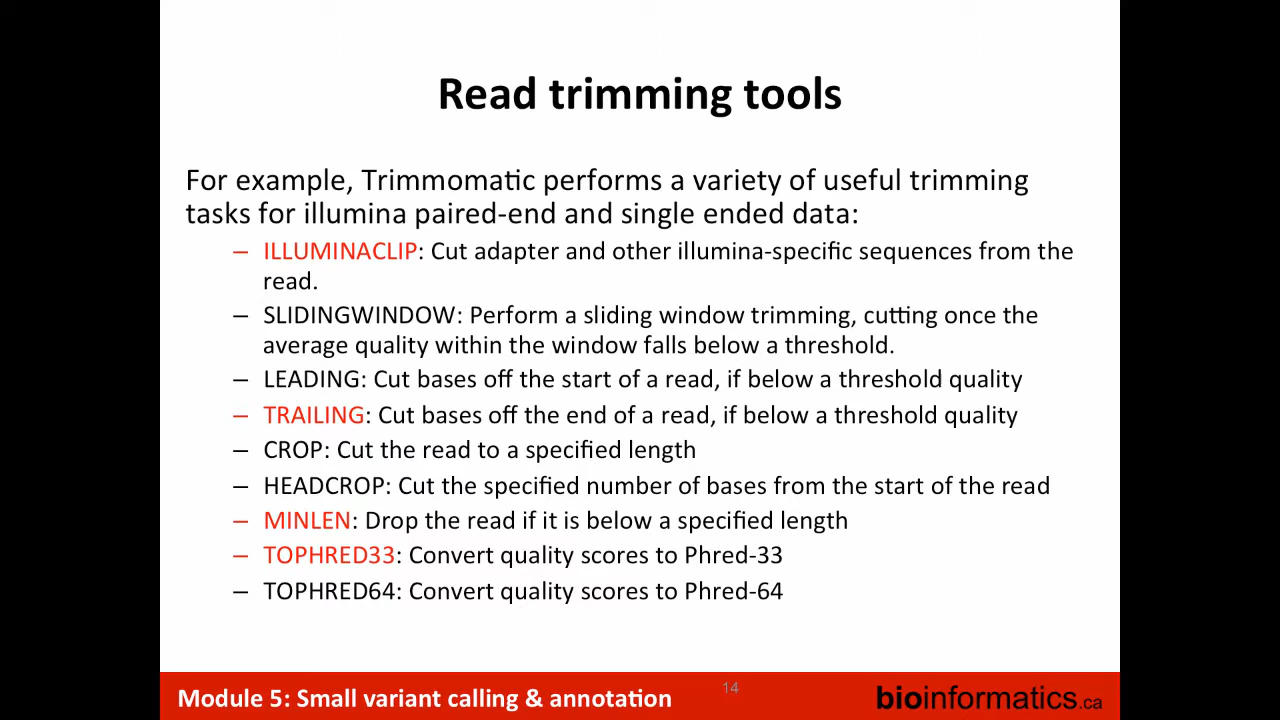 Read trimming tools
For example, Trimmomatic performs a variety of useful trimming
tasks for illumina paired-end and single ended data:
– ILLUMINACLIP: Cut adapter and other illumina-specific sequences from the
read.
– SLIDINGWINDOW: Perform a sliding window trimming, cutting once the
average quality within the window falls below a threshold.
– LEADING: Cut bases off the start of a read, if below a threshold quality
– TRAILING: Cut bases off the end of a read, if below a threshold quality
– CROP: Cut the read to a specified length
– HEADCROP: Cut the specified number of bases from the start of the read
– MINLEN: Drop the read if it is below a specified length
– TOPHRED33: Convert quality scores to Phred-33
– TOPHRED64: Convert quality scores to Phred-64
Module 5: Small variant calling & annotation
14
bioinformatics.ca